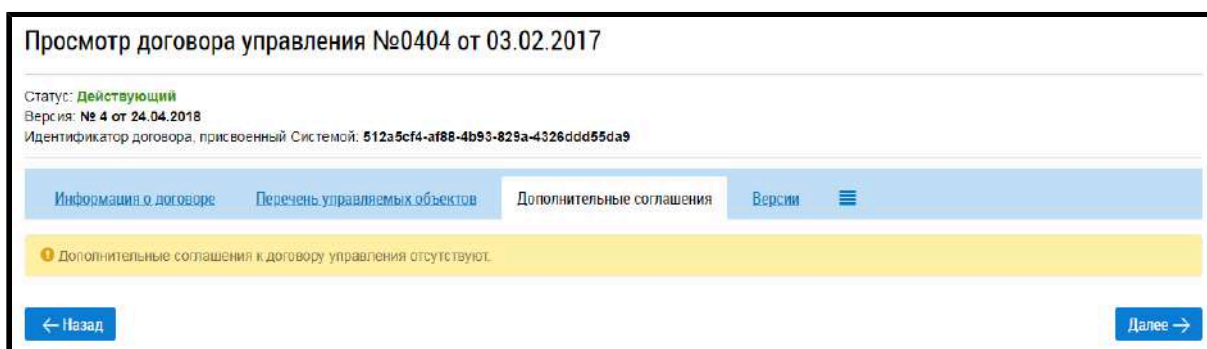 Просмотр договора управления №0404 от 03.02.2017
Статус: Действующий
Версия: № 4 от 24.04.2018
Идентификатор договора, присвоенный Системой: 512a5cf4-af88-4b93-829a-4326ddd55da9
Информация о договоре Перечень управляемых объектов Дополнительные соглашения Версии
Дополнительные соглашения к договору управления отсутствуют.
← Назад Далее →